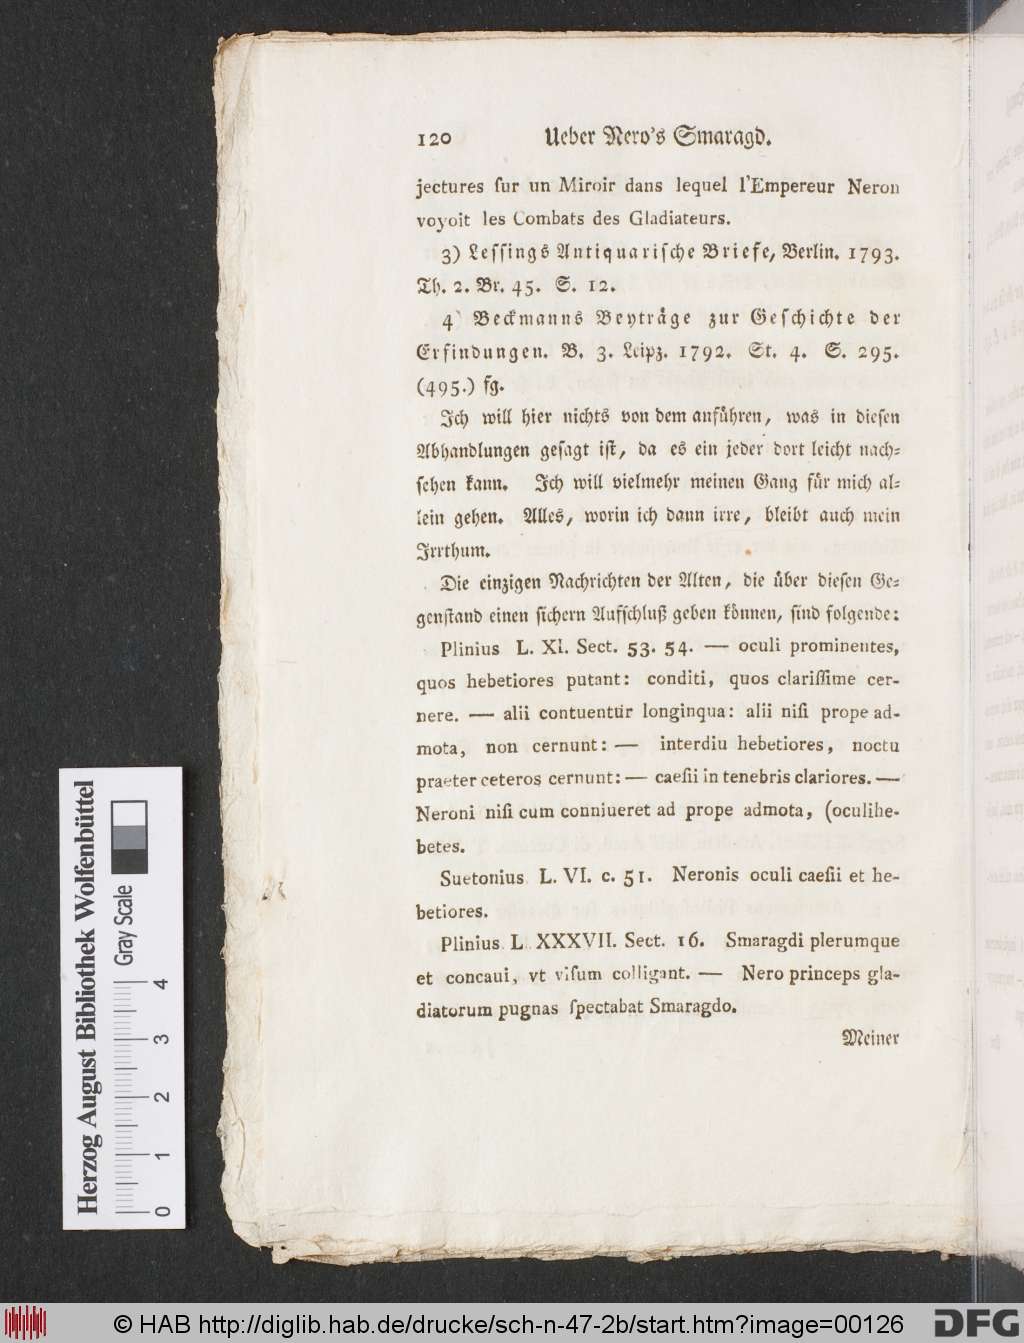 120 Ueber Nero's Smaragd.
jectures ſur un Miroir dans lequel l'Empereur Neron
voyoit les Combats des Gladiateurs.
3) Leſſings Antiquariſche Briefe, Berlin. 1793.
Th. 2. Br. 45. S. 12.
4) Beckmanns Beyträge zur Geſchichte der
Erfindungen. B. 3. Leipz. 1792. St. 4. S. 295.
(495.) fg.
Ich will hier nichts von dem anführen, was in dieſen
Abhandlungen geſagt iſt, da es ein jeder dort leicht nach-
ſehen kann. Ich will vielmehr meinen Gang für mich al-
lein gehen. Alles, worin ich dann irre, bleibt auch mein
Irrthum.
Die einzigen Nachrichten der Alten, die über dieſen Ge-
genſtand einen ſichern Aufſchluß geben können, ſind folgende:
Plinius L. XI. Sect. 53. 54. — oculi prominentes,
quos hebetiores putant: conditi, quos clariſſime cer-
nere. — alii contuentur longinqua: alii niſi prope ad-
mota, non cernunt: — interdiu hebetiores, noctu
praeter ceteros cernunt: — caeſii in tenebris clariores. —
Neroni niſi cum conniueret ad prope admota, (oculihe-
betes.
Suetonius L. VI. c. 51. Neronis oculi caeſii et he-
betiores.
Plinius L. XXXVII. Sect. 16. Smaragdi plerumque
et concaui, vt viſum colligant. — Nero princeps gla-
diatorum pugnas ſpectabat Smaragdo.
Meiner
Herzog August Bibliothek Wolfenbüttel
Gray Scale
0 1 2 3 4
© HAB http://diglib.hab.de/drucke/sch-n-47-2b/start.htm?image=00126
DFG